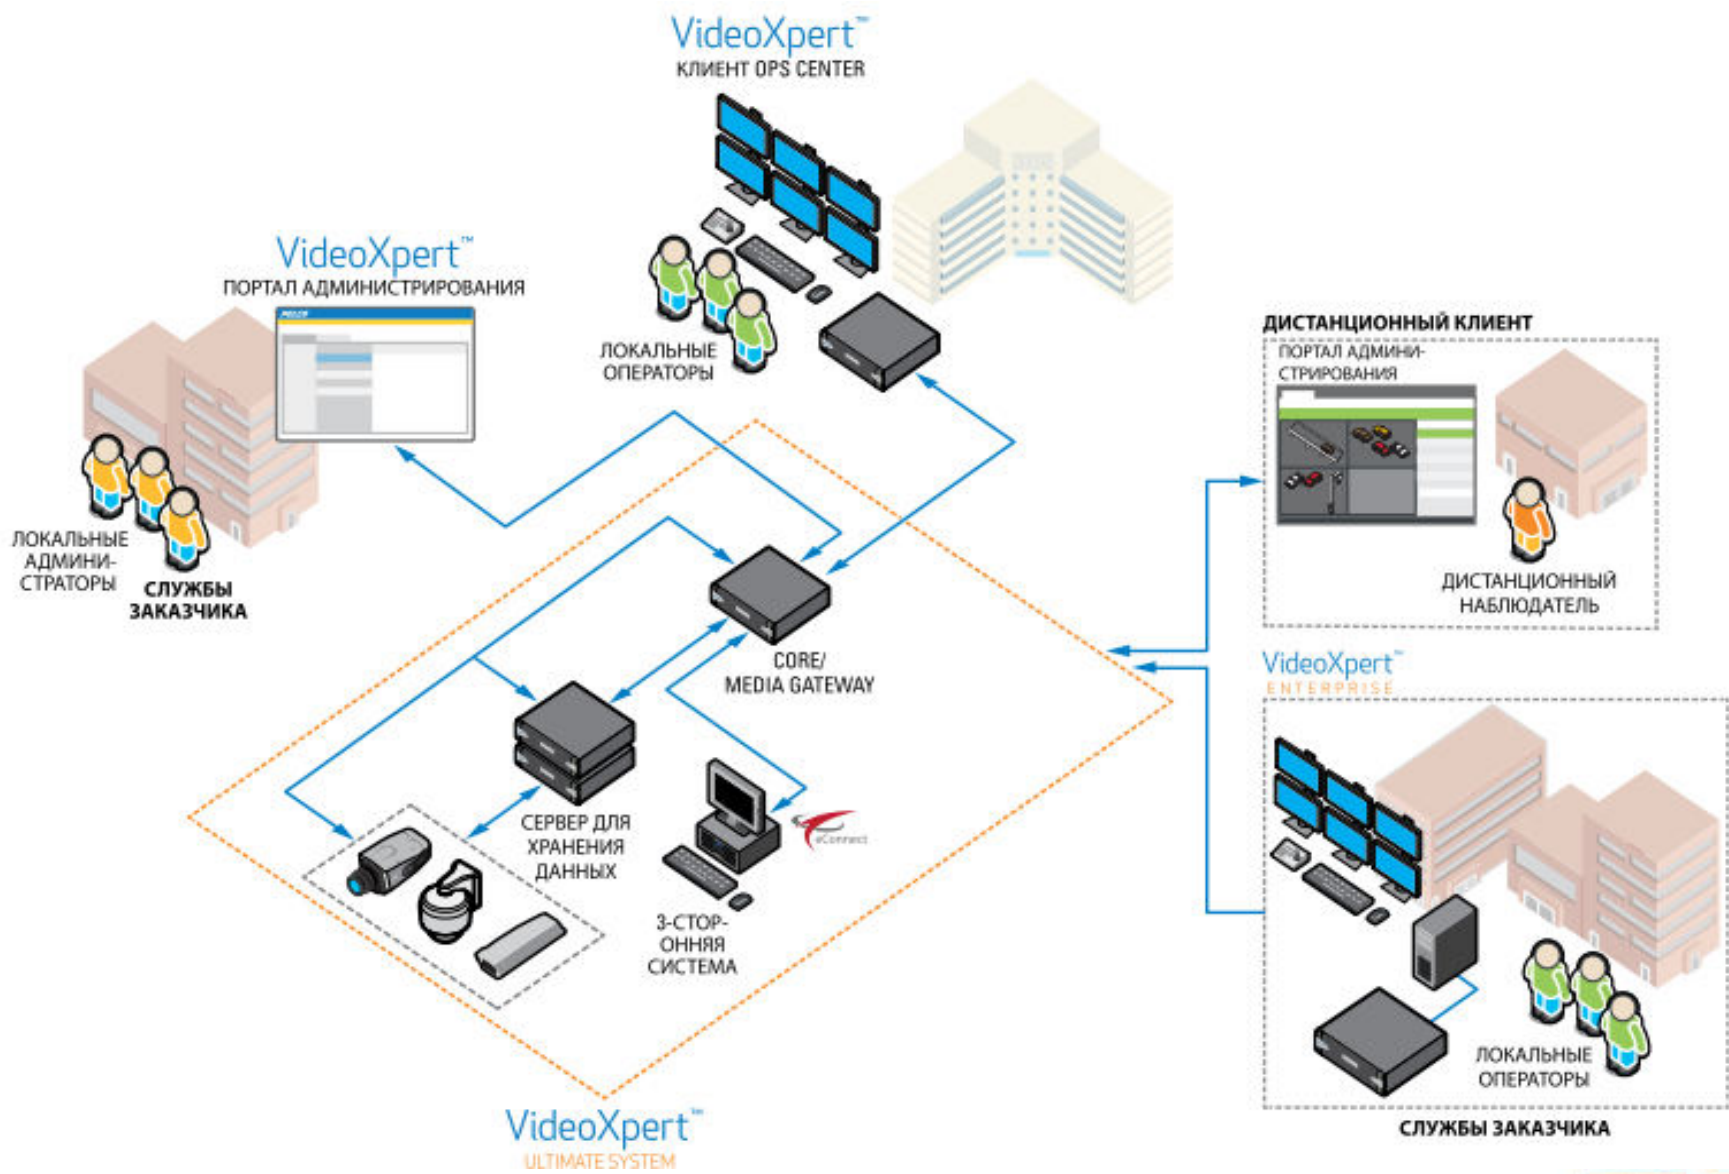 VideoXpert™
КЛИЕНТ OPS CENTER
VideoXpert™
ПОРТАЛ АДМИНИСТРИРОВАНИЯ
PELCO
ЛОКАЛЬНЫЕ
ОПЕРАТОРЫ
ЛОКАЛЬНЫЕ
АДМИНИ-
СТРАТОРЫ
СЛУЖБЫ
ЗАКАЗЧИКА
ДИСТАНЦИОННЫЙ КЛИЕНТ
ПОРТАЛ АДМИНИ-
СТРИРОВАНИЯ
ДИСТАНЦИОННЫЙ
НАБЛЮДАТЕЛЬ
CORE/
MEDIA GATEWAY
СЕРВЕР ДЛЯ
ХРАНЕНИЯ
ДАННЫХ
eConnect
3-СТОР-
ОННЯЯ
СИСТЕМА
VideoXpert™
ENTERPRISE
ЛОКАЛЬНЫЕ
ОПЕРАТОРЫ
СЛУЖБЫ ЗАКАЗЧИКА
VideoXpert™
ULTIMATE SYSTEM